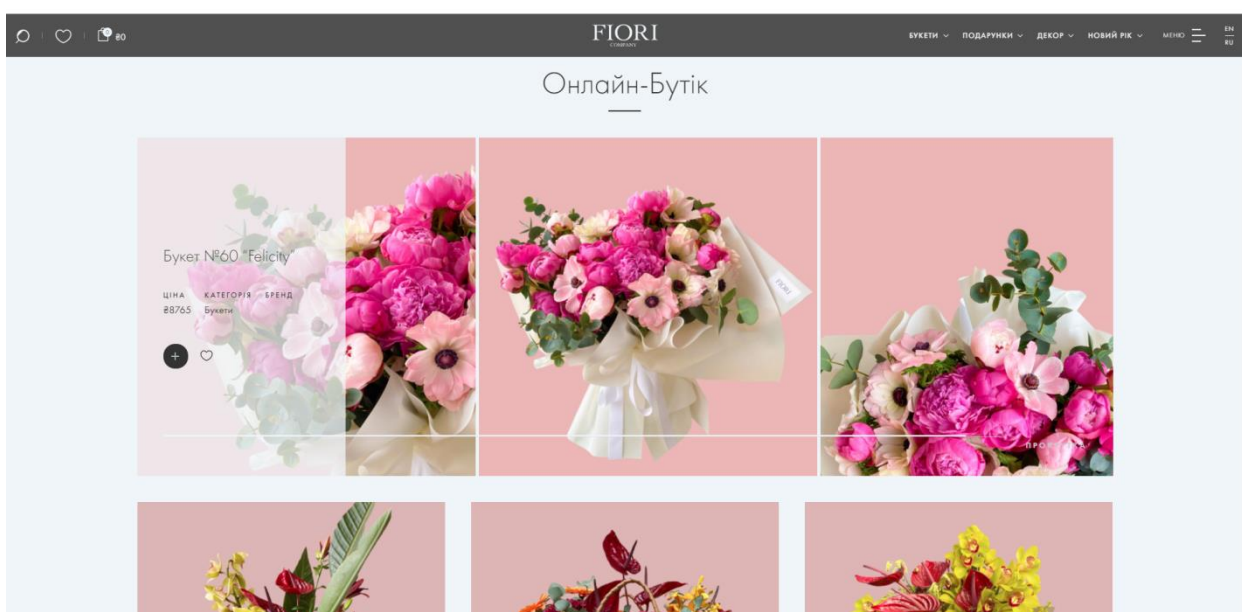 0 ₴0
FIORI
COMPANY
БУКЕТИ ПОДАРУНКИ ДЕКОР НОВИЙ РІК МЕНЮ
EN
RU
Онлайн-Бутік
Букет №60 "Felicity"
ЦІНА КАТЕГОРІЯ БРЕНД
₴8765 Букети
FIORI